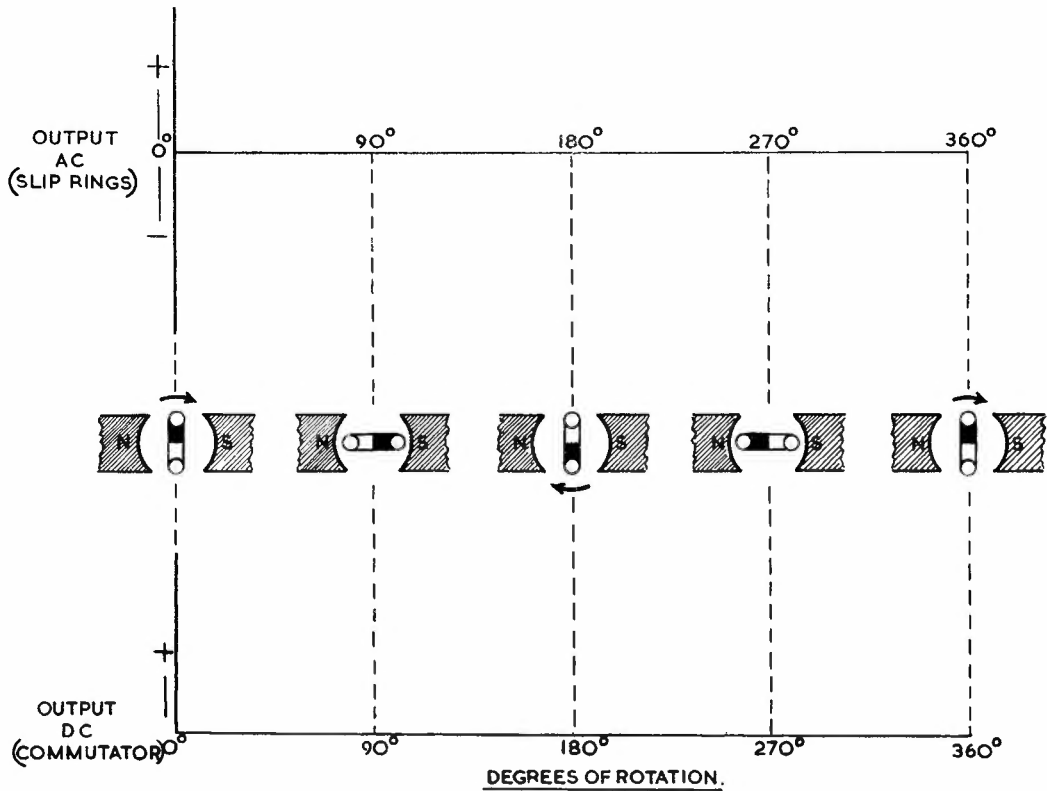 +
OUTPUT
AC
(SLIP RINGS)
0° 90° 180° 270° 360°
−
N S N S N S N S N S
+
OUTPUT
DC
(COMMUTATOR)
0° 90° 180° 270° 360°
DEGREES OF ROTATION.